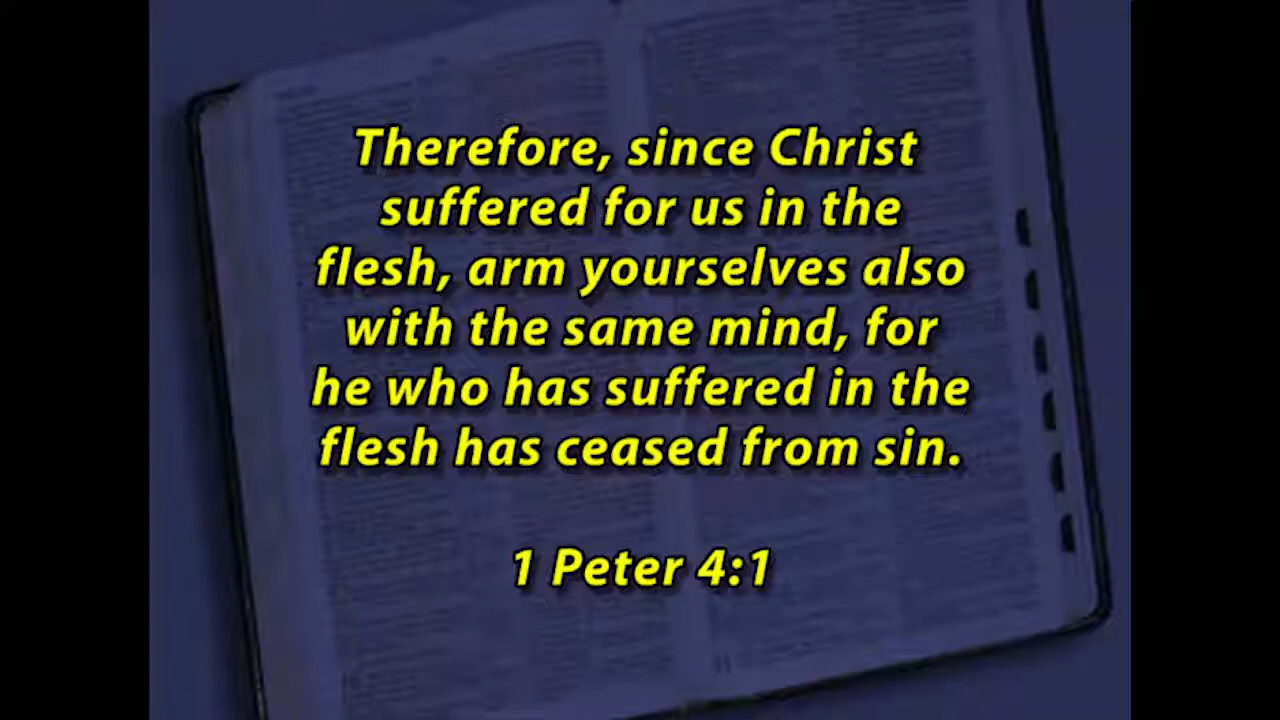 Therefore, since Christ
suffered for us in the
flesh, arm yourselves also
with the same mind, for
he who has suffered in the
flesh has ceased from sin.
1 Peter 4:1